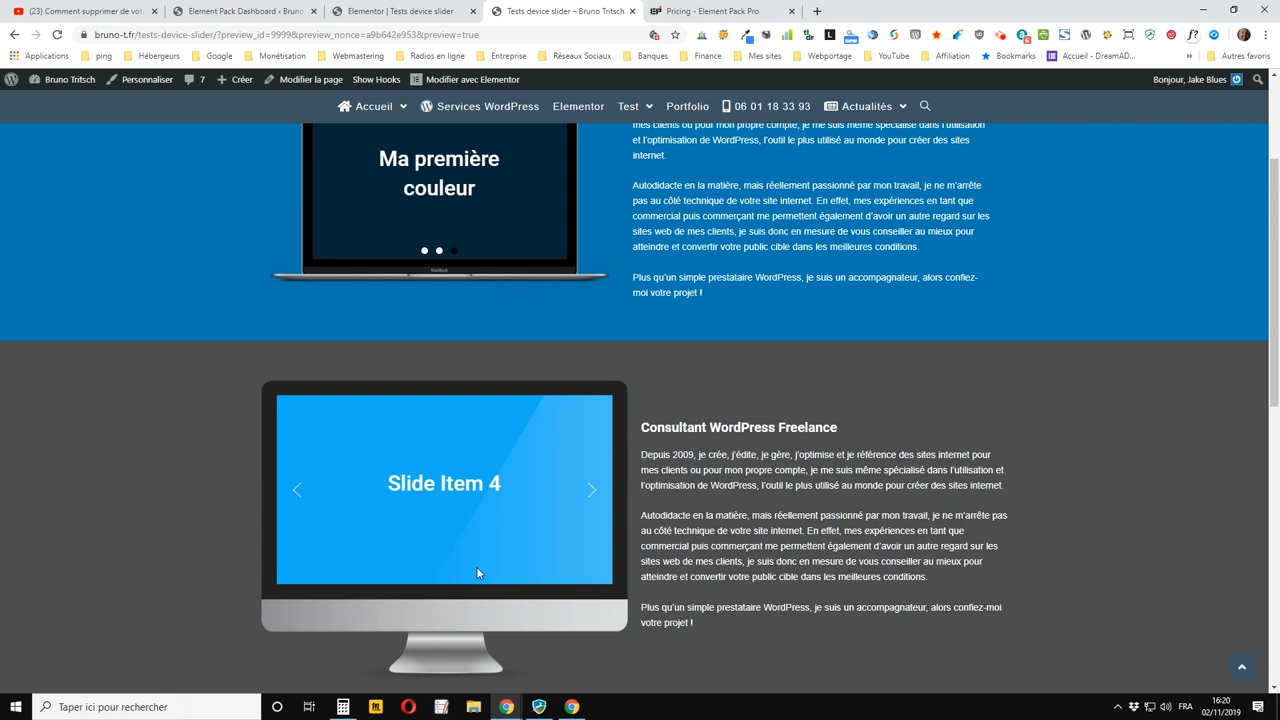 (23) Comment supprimer de votre
Element Pack Dashboard ‹ Bruno
Elementor | Tests device slider
Tests device slider – Bruno Tritsch
Pricing - Element Pack Pro
bruno-t.fr/tests-device-slider/?preview_id=9999&preview_nonce=a9b642e953&preview=true
Applications
ping
Hébergeurs
Google
Monétisation
Webmastering
Radios en ligne
Entreprise
Réseaux Sociaux
Banques
Finance
Mes sites
Webportage
YouTube
Affiliation
Bookmarks
Accueil - DreamAD...
»
Autres favoris
Bruno Tritsch
Personnaliser
7
Créer
Modifier la page
Show Hooks
Modifier avec Elementor
Bonjour, Jake Blues
Accueil
Services WordPress
Elementor
Test
Portfolio
06 01 18 33 93
Actualités
Ma première
couleur
MacBook
mes clients ou pour mon propre compte, je me suis même spécialisé dans l'utilisation
et l'optimisation de WordPress, l'outil le plus utilisé au monde pour créer des sites
internet.
Autodidacte en la matière, mais réellement passionné par mon travail, je ne m'arrête
pas au côté technique de votre site internet. En effet, mes expériences en tant que
commercial puis commerçant me permettent également d'avoir un autre regard sur les
sites web de mes clients, je suis donc en mesure de vous conseiller au mieux pour
atteindre et convertir votre public cible dans les meilleures conditions.
Plus qu'un simple prestataire WordPress, je suis un accompagnateur, alors confiez-
moi votre projet !
Slide Item 4
Consultant WordPress Freelance
Depuis 2009, je crée, j'édite, je gère, j'optimise et je référence des sites internet pour
mes clients ou pour mon propre compte, je me suis même spécialisé dans l'utilisation et
l'optimisation de WordPress, l'outil le plus utilisé au monde pour créer des sites internet.
Autodidacte en la matière, mais réellement passionné par mon travail, je ne m'arrête pas
au côté technique de votre site internet. En effet, mes expériences en tant que
commercial puis commerçant me permettent également d'avoir un autre regard sur les
sites web de mes clients, je suis donc en mesure de vous conseiller au mieux pour
atteindre et convertir votre public cible dans les meilleures conditions.
Plus qu'un simple prestataire WordPress, je suis un accompagnateur, alors confiez-moi
votre projet !
Taper ici pour rechercher
FRA
16:20
02/11/2019